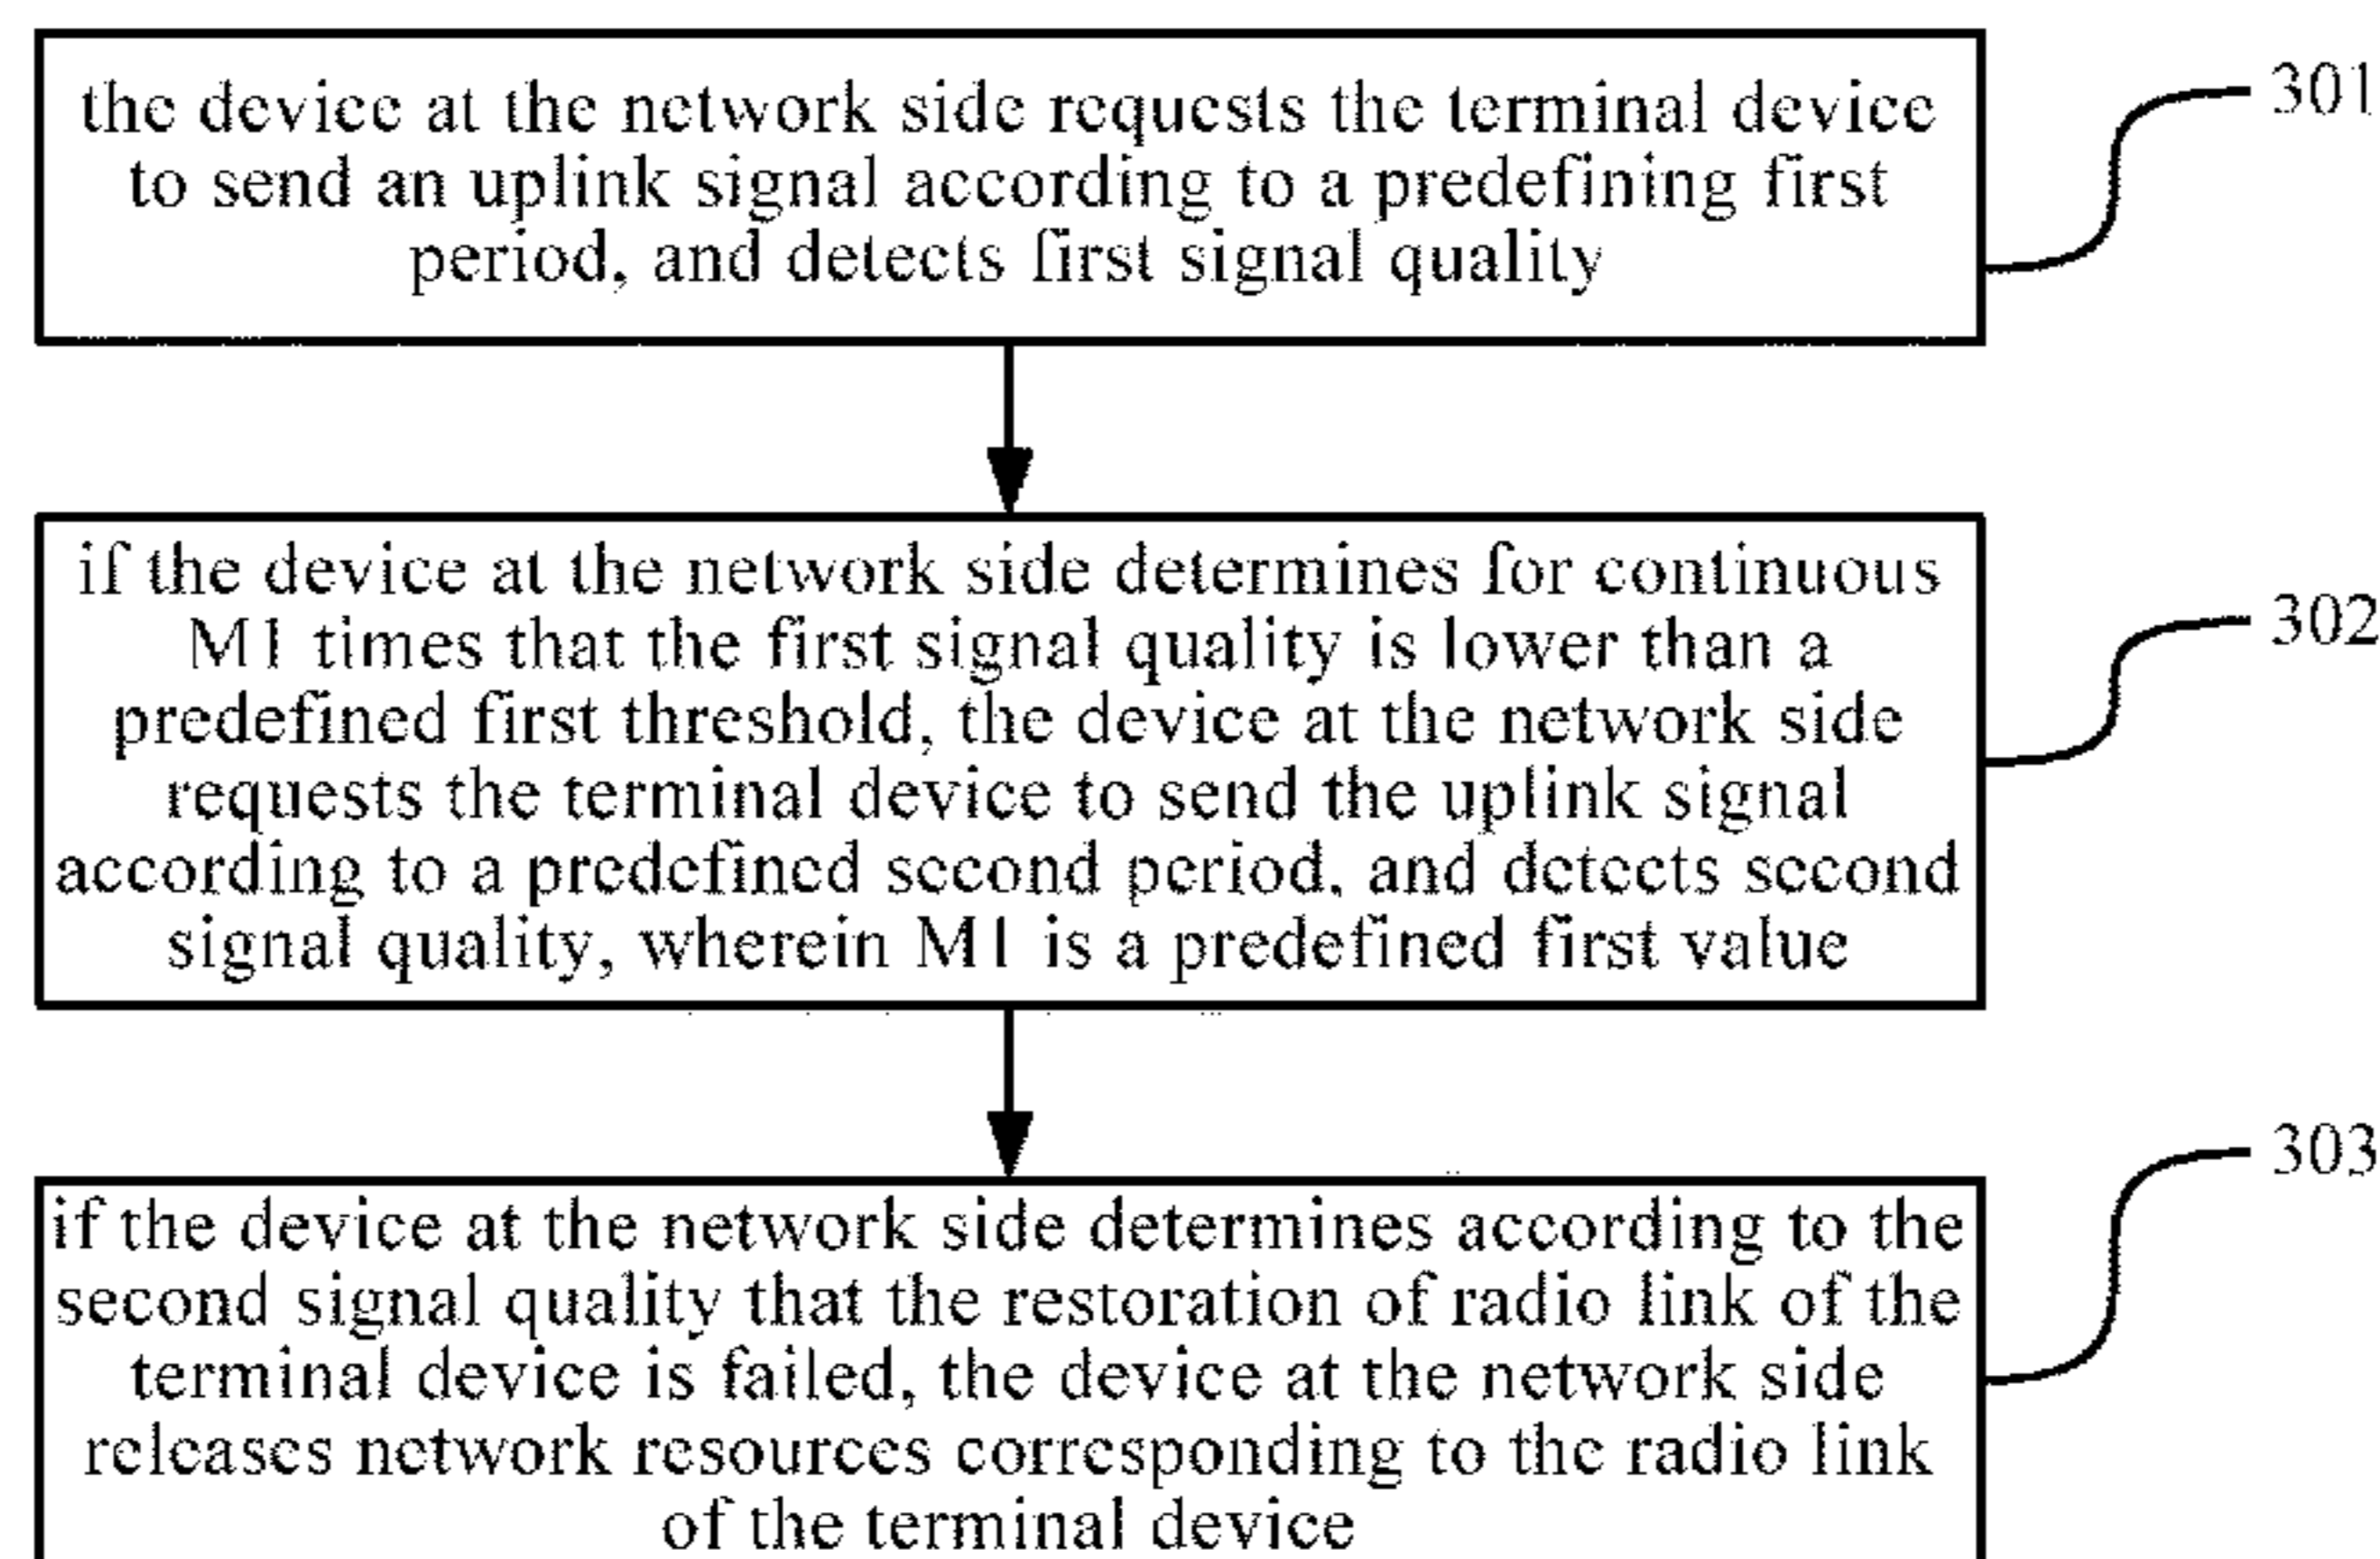 the device at the network side requests the terminal device
to send an uplink signal according to a predefining first
period, and detects first signal quality
301
if the device at the network side determines for continuous
M1 times that the first signal quality is lower than a
predefined first threshold, the device at the network side
requests the terminal device to send the uplink signal
according to a predefined second period, and detects second
signal quality, wherein M1 is a predefined first value
302
if the device at the network side determines according to the
second signal quality that the restoration of radio link of the
terminal device is failed, the device at the network side
releases network resources corresponding to the radio link
of the terminal device
303